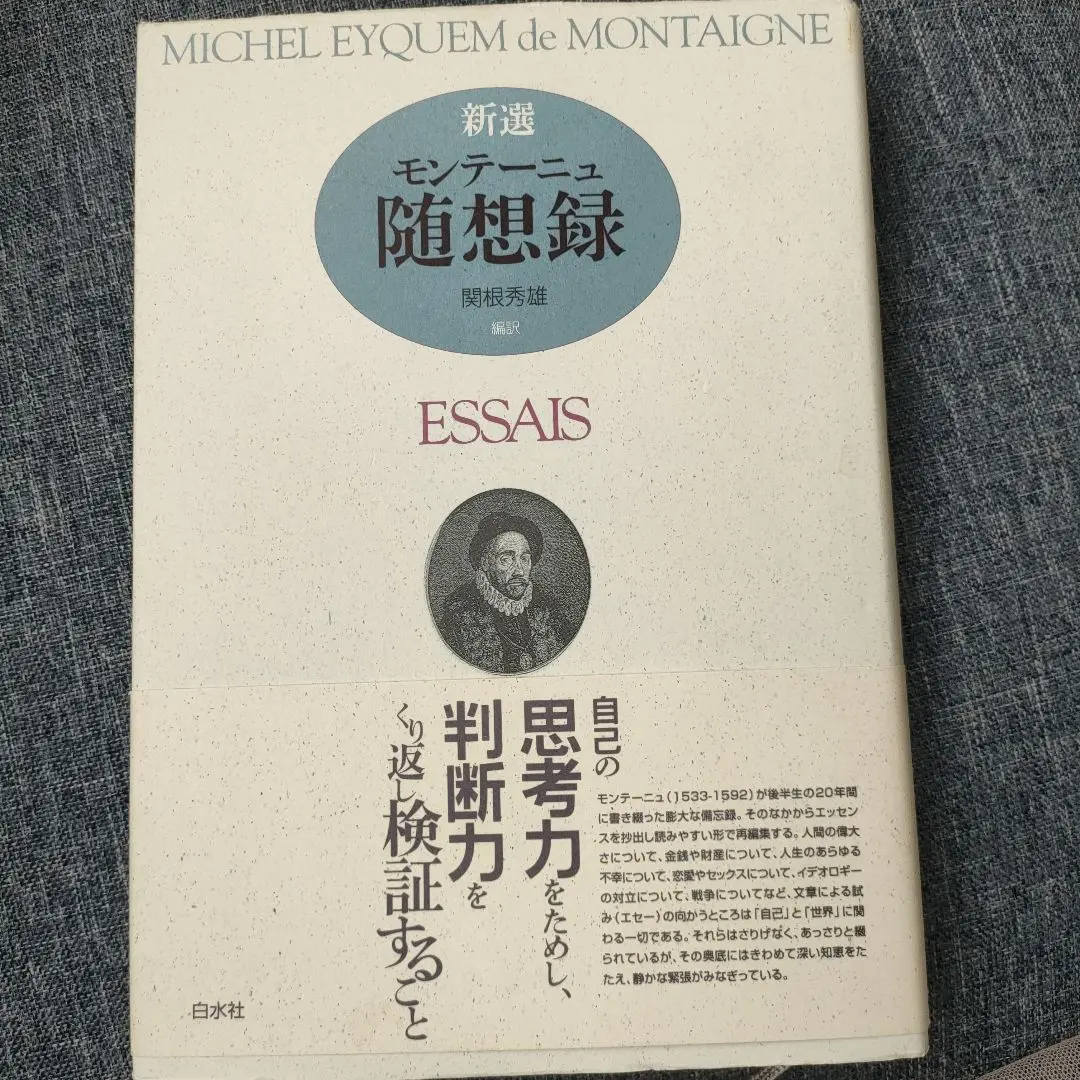 MICHEL EYQUEM de MONTAIGNE
新選
モンテーニュ
随想録
関根秀雄
編訳
ESSAIS
自己の
思考力をためし、
判断力を
くり返し検証すること
モンテーニュ(1533-1592)が後半生の20年間
に書き綴った膨大な備忘録。そのなかからエッセン
スを抄出し読みやすい形で再編集する。人間の偉大
さについて、金銭や財産について、人生のあらゆる
不幸について、恋愛やセックスについて、イデオロギー
の対立について、戦争についてなど、文章による試
み(エセー)の向かうところは「自己」と「世界」に関
わる一切である。それらはさりげなく、あっさりと綴
られているが、その奥底にはきわめて深い知恵をた
たえ、静かな緊張がみなぎっている。
白水社